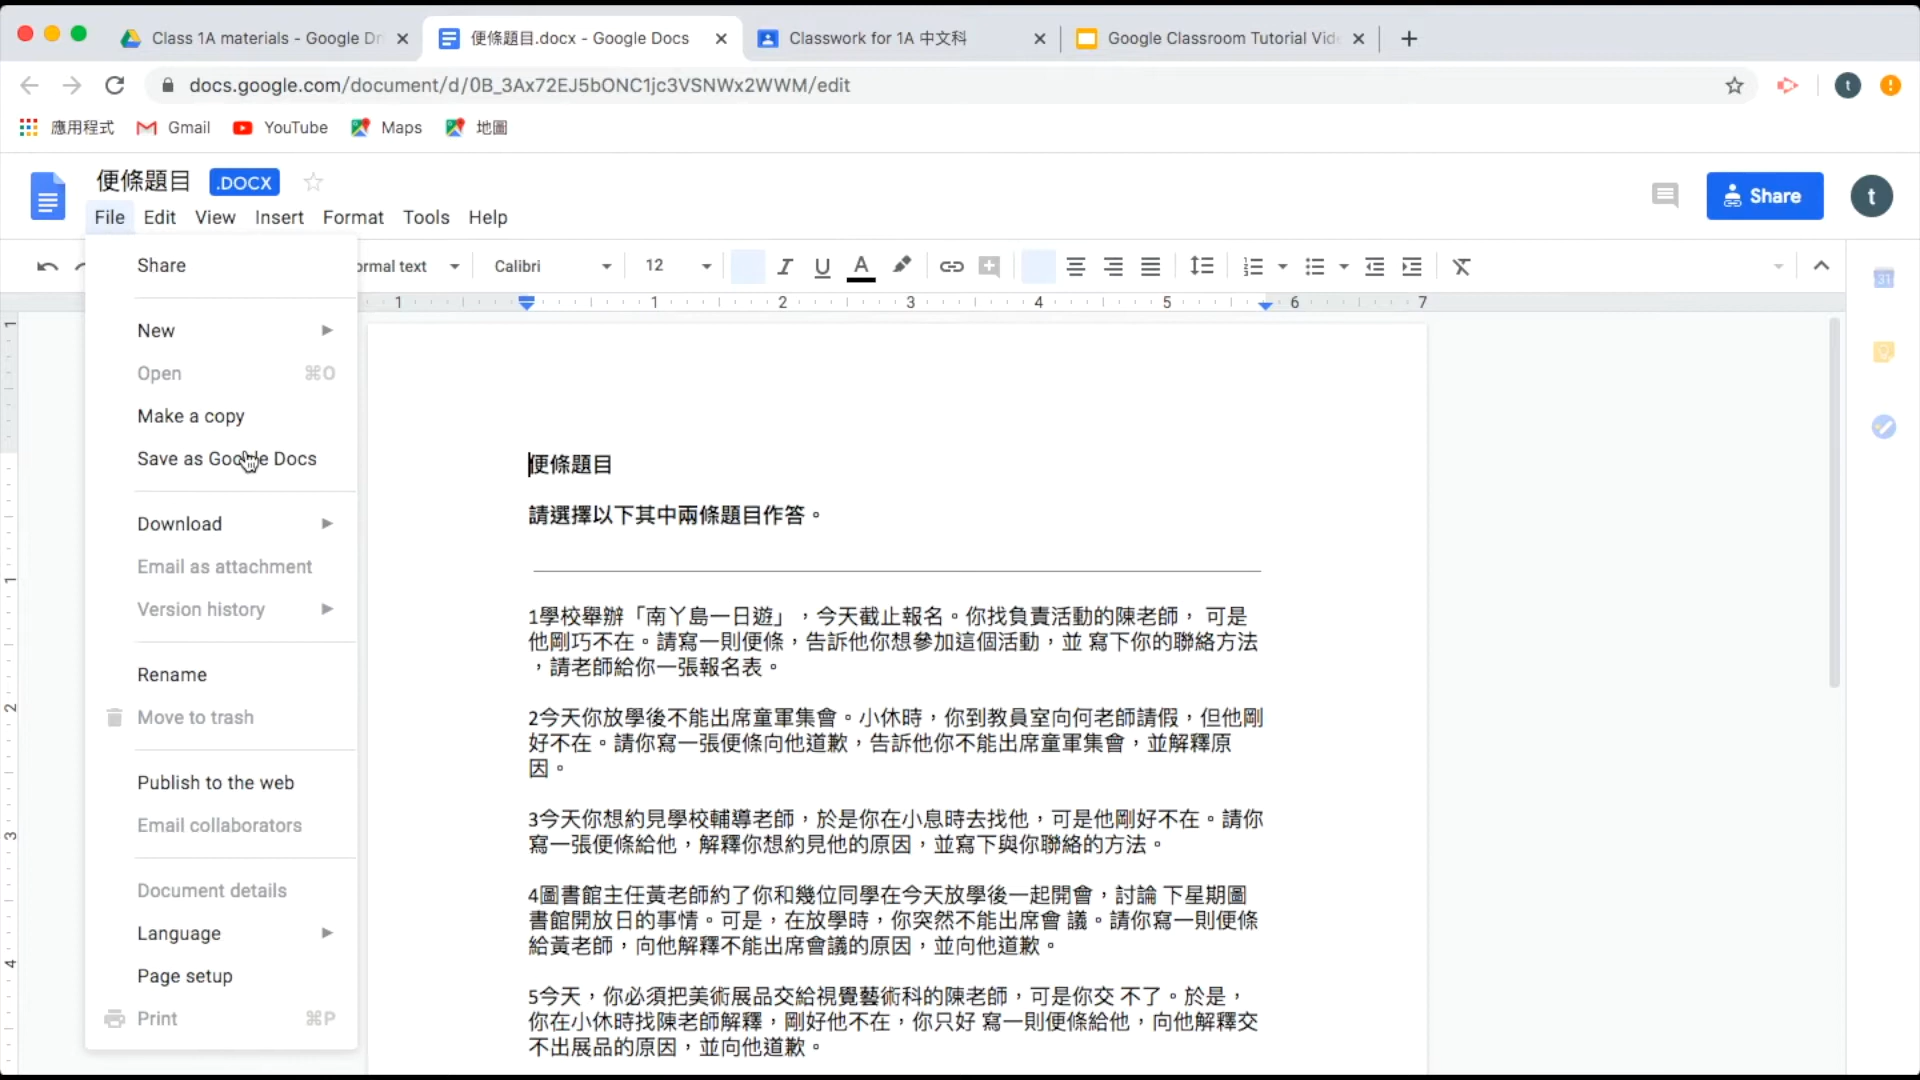 Class 1A materials - Google Dr
便條題目.docx - Google Docs
Classwork for 1A 中文科
Google Classroom Tutorial Vid
docs.google.com/document/d/0B_3Ax72EJ5bONC1jc3VSNWx2WWM/edit
t
應用程式
Gmail
YouTube
Maps
地圖
便條題目
.DOCX
Share
t
File Edit View Insert Format Tools Help
ormal text
Calibri
12
1 1 2 3 4 5 6 7
31
Share
New
Open ⌘O
Make a copy
Save as Google Docs
Download
Email as attachment
Version history
Rename
Move to trash
Publish to the web
Email collaborators
Document details
Language
Page setup
Print ⌘P
1
1
2
3
4
便條題目
請選擇以下其中兩條題目作答。
1學校舉辦「南丫島一日遊」，今天截止報名。你找負責活動的陳老師， 可是
他剛巧不在。請寫一則便條，告訴他你想參加這個活動，並 寫下你的聯絡方法
，請老師給你一張報名表。
2今天你放學後不能出席童軍集會。小休時，你到教員室向何老師請假，但他剛
好不在。請你寫一張便條向他道歉，告訴他你不能出席童軍集會，並解釋原
因。
3今天你想約見學校輔導老師，於是你在小息時去找他，可是他剛好不在。請你
寫一張便條給他，解釋你想約見他的原因，並寫下與你聯絡的方法。
4圖書館主任黃老師約了你和幾位同學在今天放學後一起開會，討論 下星期圖
書館開放日的事情。可是，在放學時，你突然不能出席會 議。請你寫一則便條
給黃老師，向他解釋不能出席會議的原因，並向他道歉。
5今天，你必須把美術展品交給視覺藝術科的陳老師，可是你交 不了。於是，
你在小休時找陳老師解釋，剛好他不在，你只好 寫一則便條給他，向他解釋交
不出展品的原因，並向他道歉。